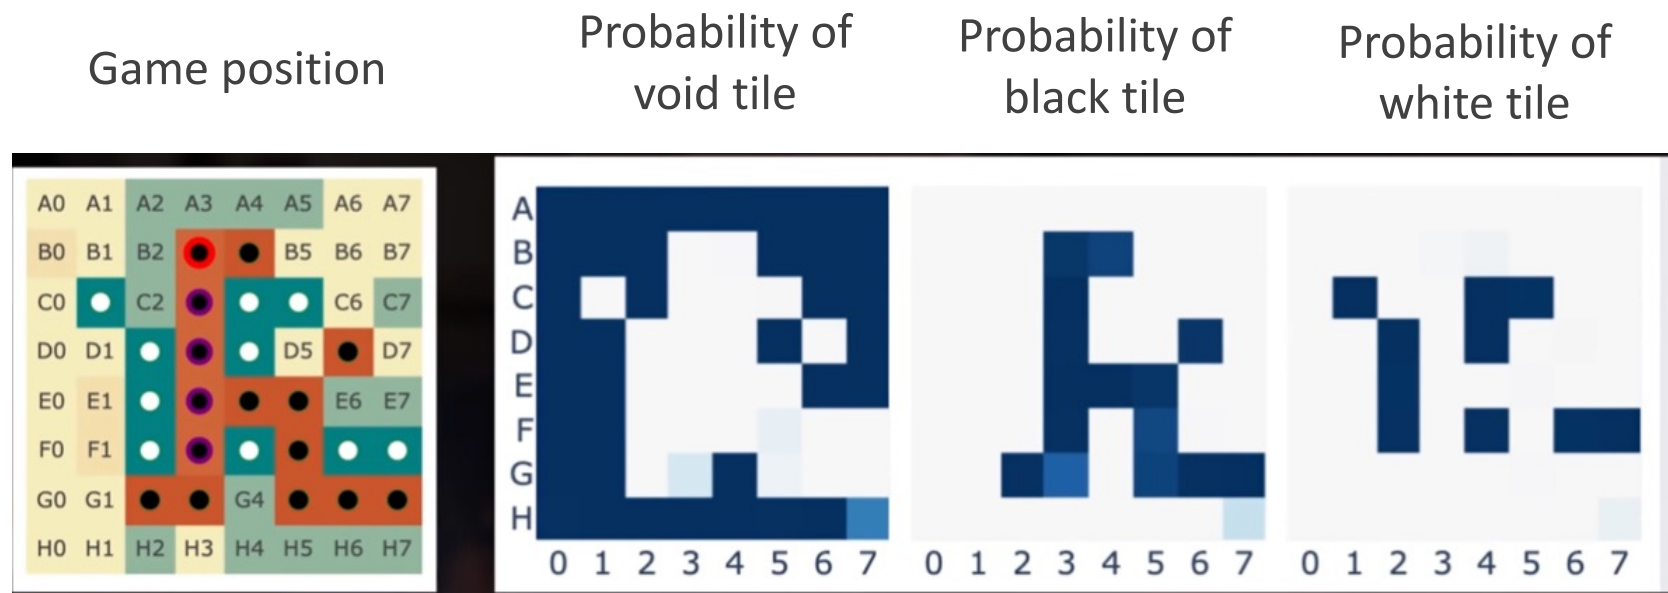 Game position
Probability of
void tile
Probability of
black tile
Probability of
white tile
A0 A1 A2 A3 A4 A5 A6 A7
B0 B1 B2 B5 B6 B7
C0 C2 C6 C7
D0 D1 D5 D7
E0 E1 E6 E7
F0 F1
G0 G1 G4
H0 H1 H2 H3 H4 H5 H6 H7
A
B
C
D
E
F
G
H
0 1 2 3 4 5 6 7
0 1 2 3 4 5 6 7
0 1 2 3 4 5 6 7